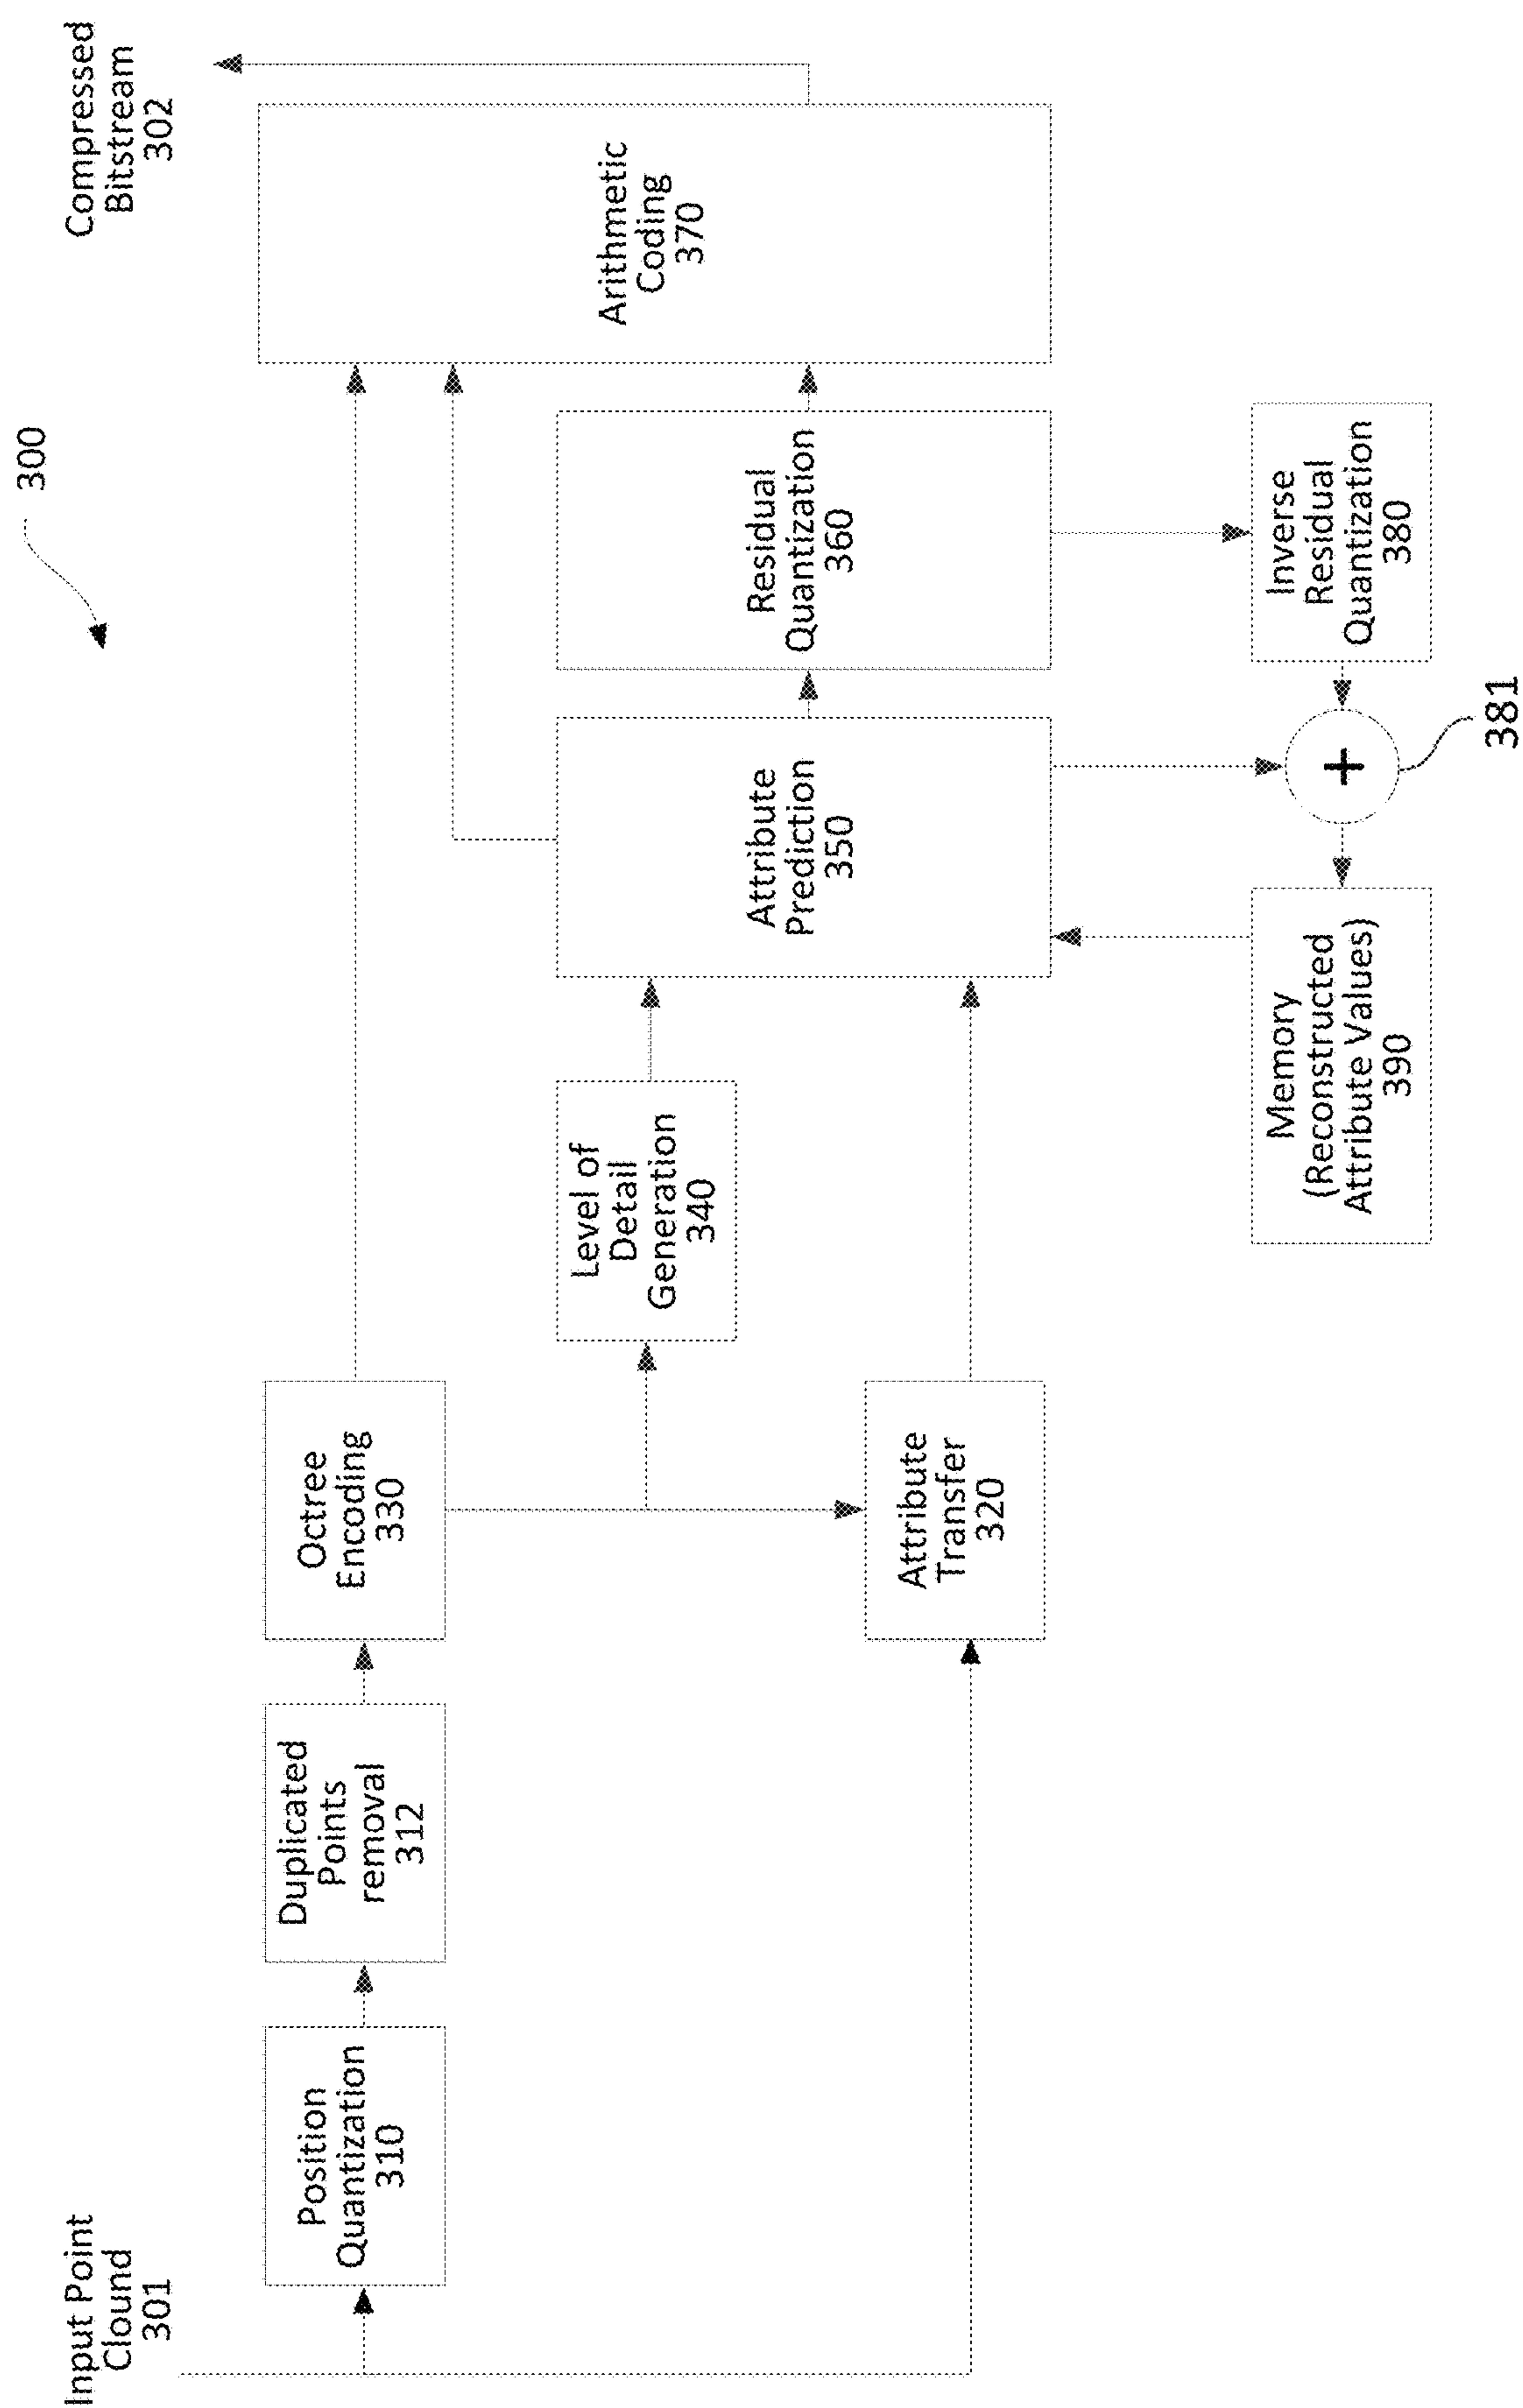 300
Input Point
Clound
301
Compressed
Bitstream
302
Position
Quantization
310
Duplicated
Points
removal
312
Octree
Encoding
330
Arithmetic
Coding
370
Level of
Detail
Generation
340
Attribute
Prediction
350
Residual
Quantization
360
Attribute
Transfer
320
Memory
(Reconstructed
Attribute Values)
390
+
381
Inverse
Residual
Quantization
380